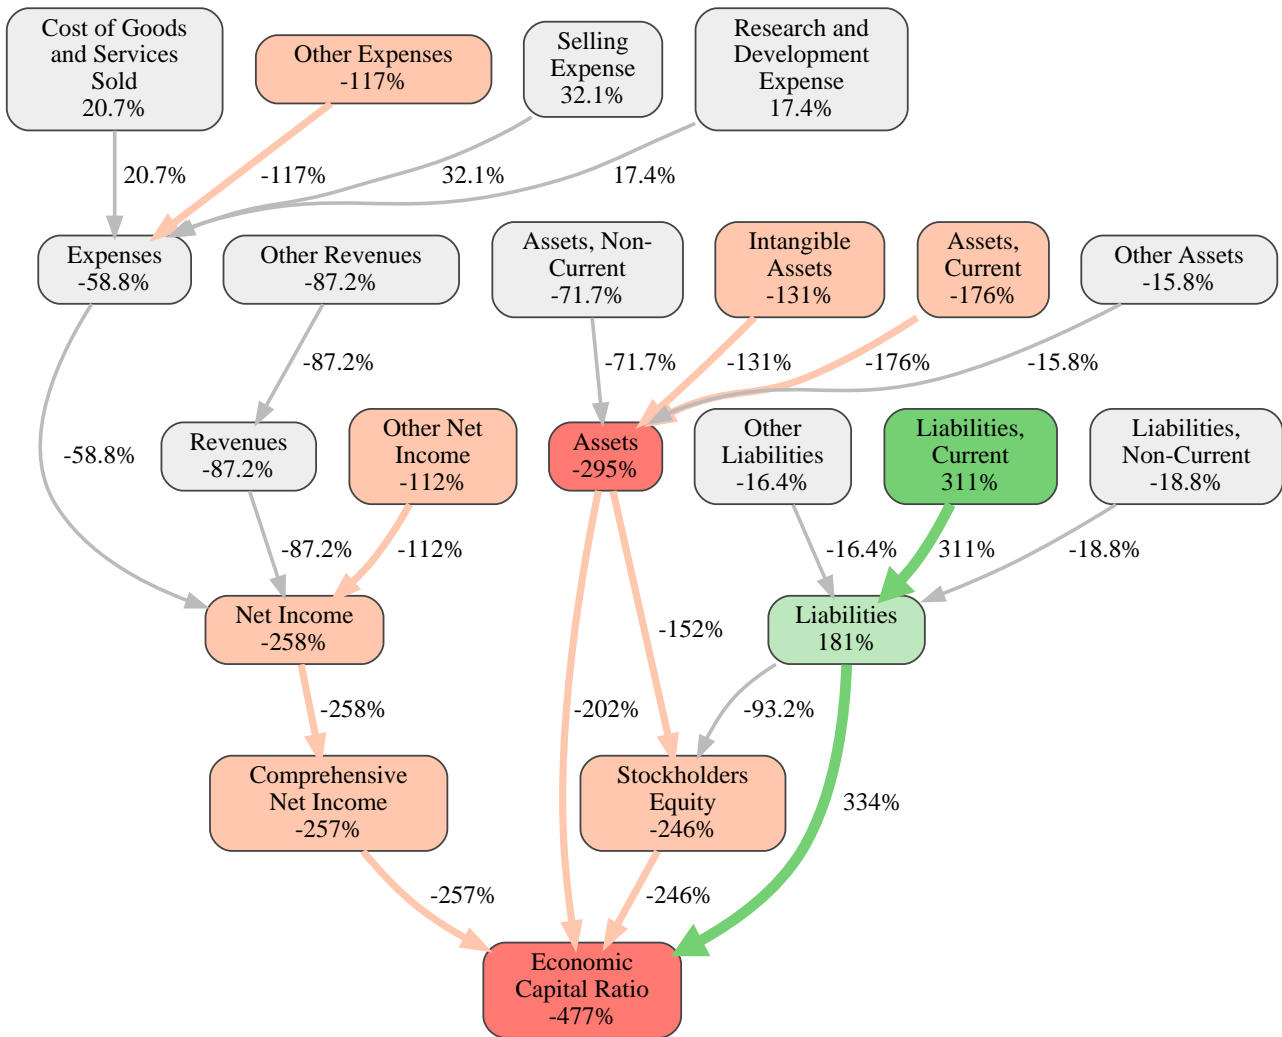 Cost of Goods
and Services
Sold
20.7%
Other Expenses
-117%
Selling
Expense
32.1%
Research and
Development
Expense
17.4%
20.7%
-117%
32.1%
17.4%
Expenses
-58.8%
Other Revenues
-87.2%
Assets, Non-
Current
-71.7%
Intangible
Assets
-131%
Assets,
Current
-176%
Other Assets
-15.8%
-87.2%
-71.7%
-131%
-176%
-15.8%
-58.8%
Revenues
-87.2%
Other Net
Income
-112%
Assets
-295%
Other
Liabilities
-16.4%
Liabilities,
Current
311%
Liabilities,
Non-Current
-18.8%
-87.2%
-112%
-16.4%
311%
-18.8%
Net Income
-258%
-152%
Liabilities
181%
-258%
-202%
-93.2%
Comprehensive
Net Income
-257%
Stockholders
Equity
-246%
334%
-257%
-246%
Economic
Capital Ratio
-477%